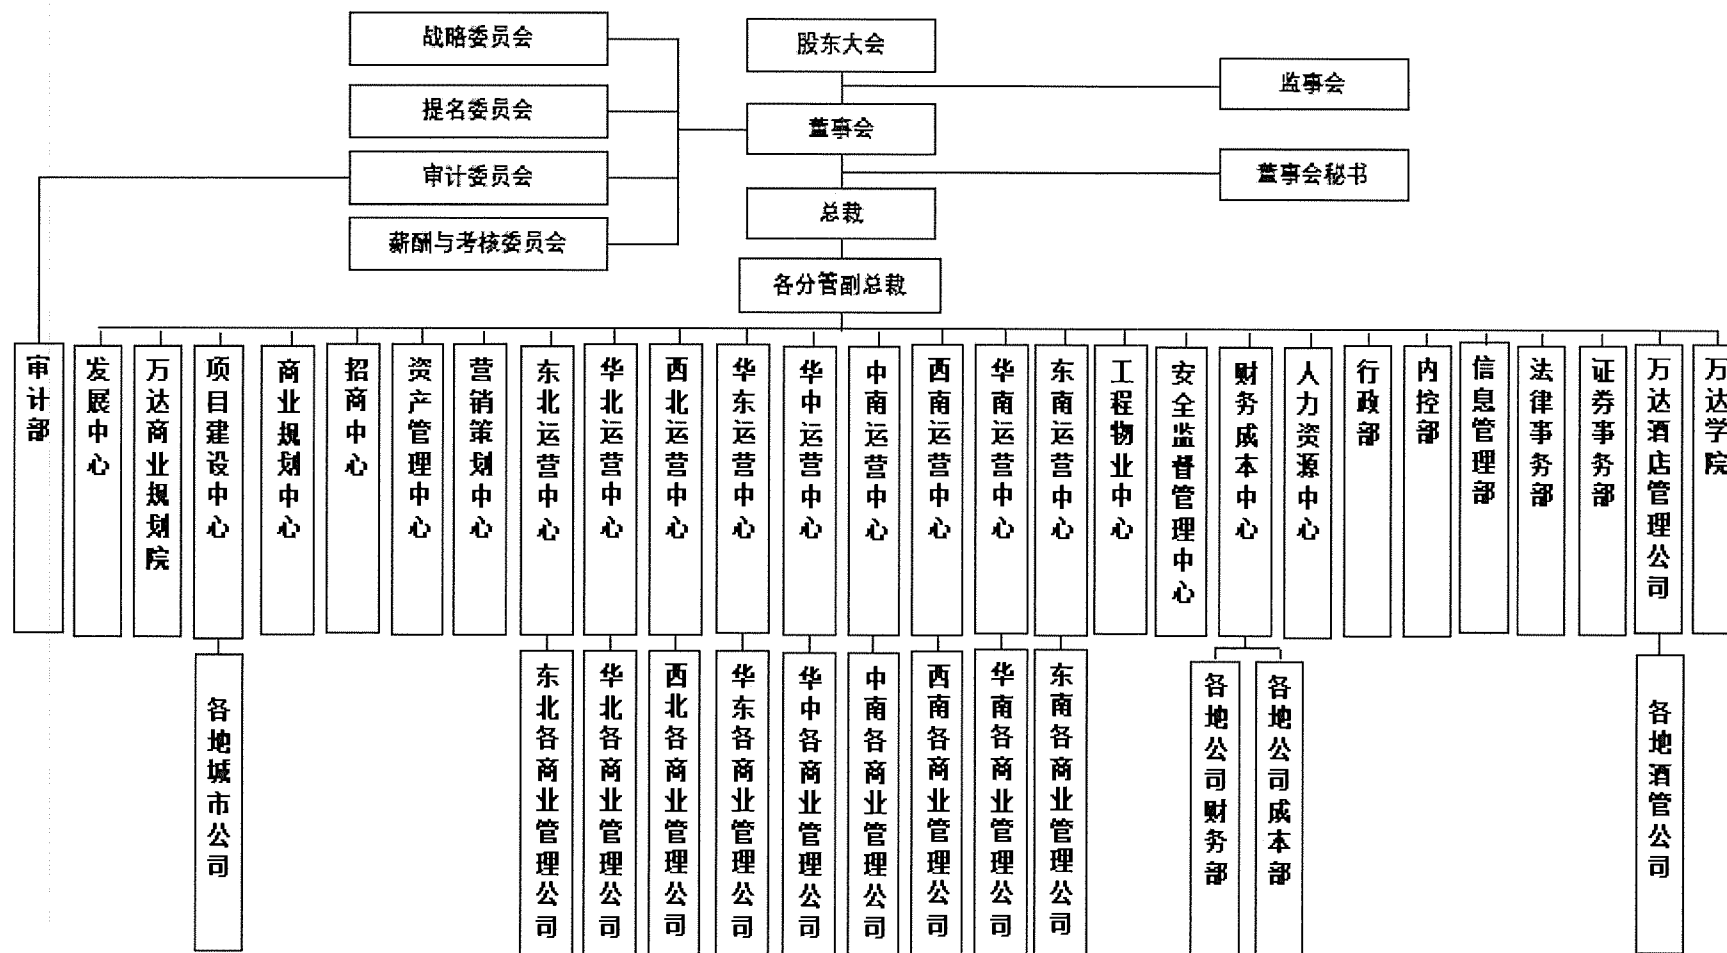 战略委员会
股东大会
监事会
提名委员会
董事会
审计委员会
董事会秘书
总裁
薪酬与考核委员会
各分管副总裁
审计部
发展中心
万达商业规划院
项目建设中心
商业规划中心
招商中心
资产管理中心
营销策划中心
东北运营中心
华北运营中心
西北运营中心
华东运营中心
华中运营中心
中南运营中心
西南运营中心
华南运营中心
东南运营中心
工程物业中心
安全监督管理中心
财务成本中心
人力资源中心
行政部
内控部
信息管理部
法律事务部
证券事务部
万达酒店管理公司
万达学院
各地城市公司
东北各商业管理公司
华北各商业管理公司
西北各商业管理公司
华东各商业管理公司
华中各商业管理公司
中南各商业管理公司
西南各商业管理公司
华南各商业管理公司
东南各商业管理公司
各地公司财务部
各地公司成本部
各地酒管公司